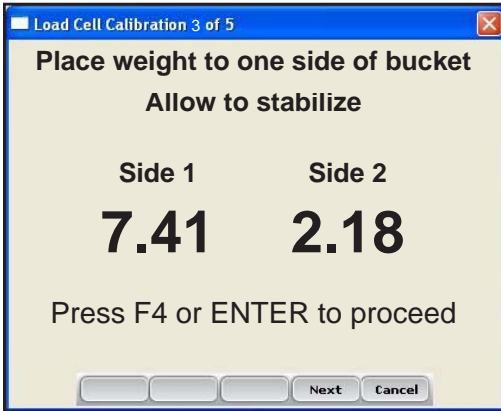 Load Cell Calibration 3 of 5
Place weight to one side of bucket
Allow to stabilize
Side 1 Side 2
7.41 2.18
Press F4 or ENTER to proceed
Next Cancel